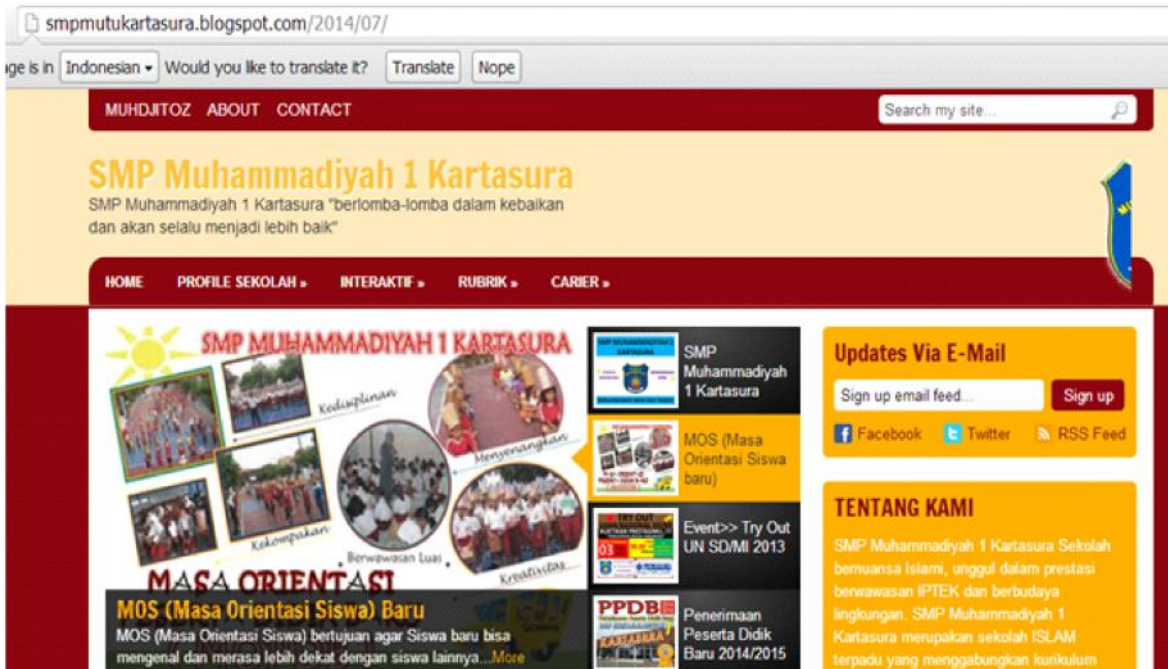 smpmutukartasura.blogspot.com/2014/07/
ge is in Indonesian Would you like to translate it? Translate Nope
MUHDJITOZ ABOUT CONTACT
Search my site...
SMP Muhammadiyah 1 Kartasura
SMP Muhammadiyah 1 Kartasura "berlomba-lomba dalam kebaikan
dan akan selalu menjadi lebih baik"
HOME PROFILE SEKOLAH » INTERAKTIF » RUBRIK » CARIER »
SMP MUHAMMADIYAH 1 KARTASURA
Kedisiplinan
Menyenangkan
Kekompakan
Berwawasan Luas
Kreativitas
MASA ORIENTASI
MOS (Masa Orientasi Siswa) Baru
MOS (Masa Orientasi Siswa) bertujuan agar Siswa baru bisa
mengenal dan merasa lebih dekat dengan siswa lainnya...More
SMP
Muhammadiyah
1 Kartasura
MOS (Masa
Orientasi Siswa
baru)
TRY OUT
03
Event>> Try Out
UN SD/MI 2013
PPDB
KARTASURA
Penerimaan
Peserta Didik
Baru 2014/2015
Updates Via E-Mail
Sign up email feed... Sign up
Facebook Twitter RSS Feed
TENTANG KAMI
SMP Muhammadiyah 1 Kartasura Sekolah
bernuansa Islami, unggul dalam prestasi
berwawasan IPTEK dan berbudaya
lingkungan. SMP Muhammadiyah 1
Kartasura merupakan sekolah ISLAM
terpadu yang menggabungkan kurikulum